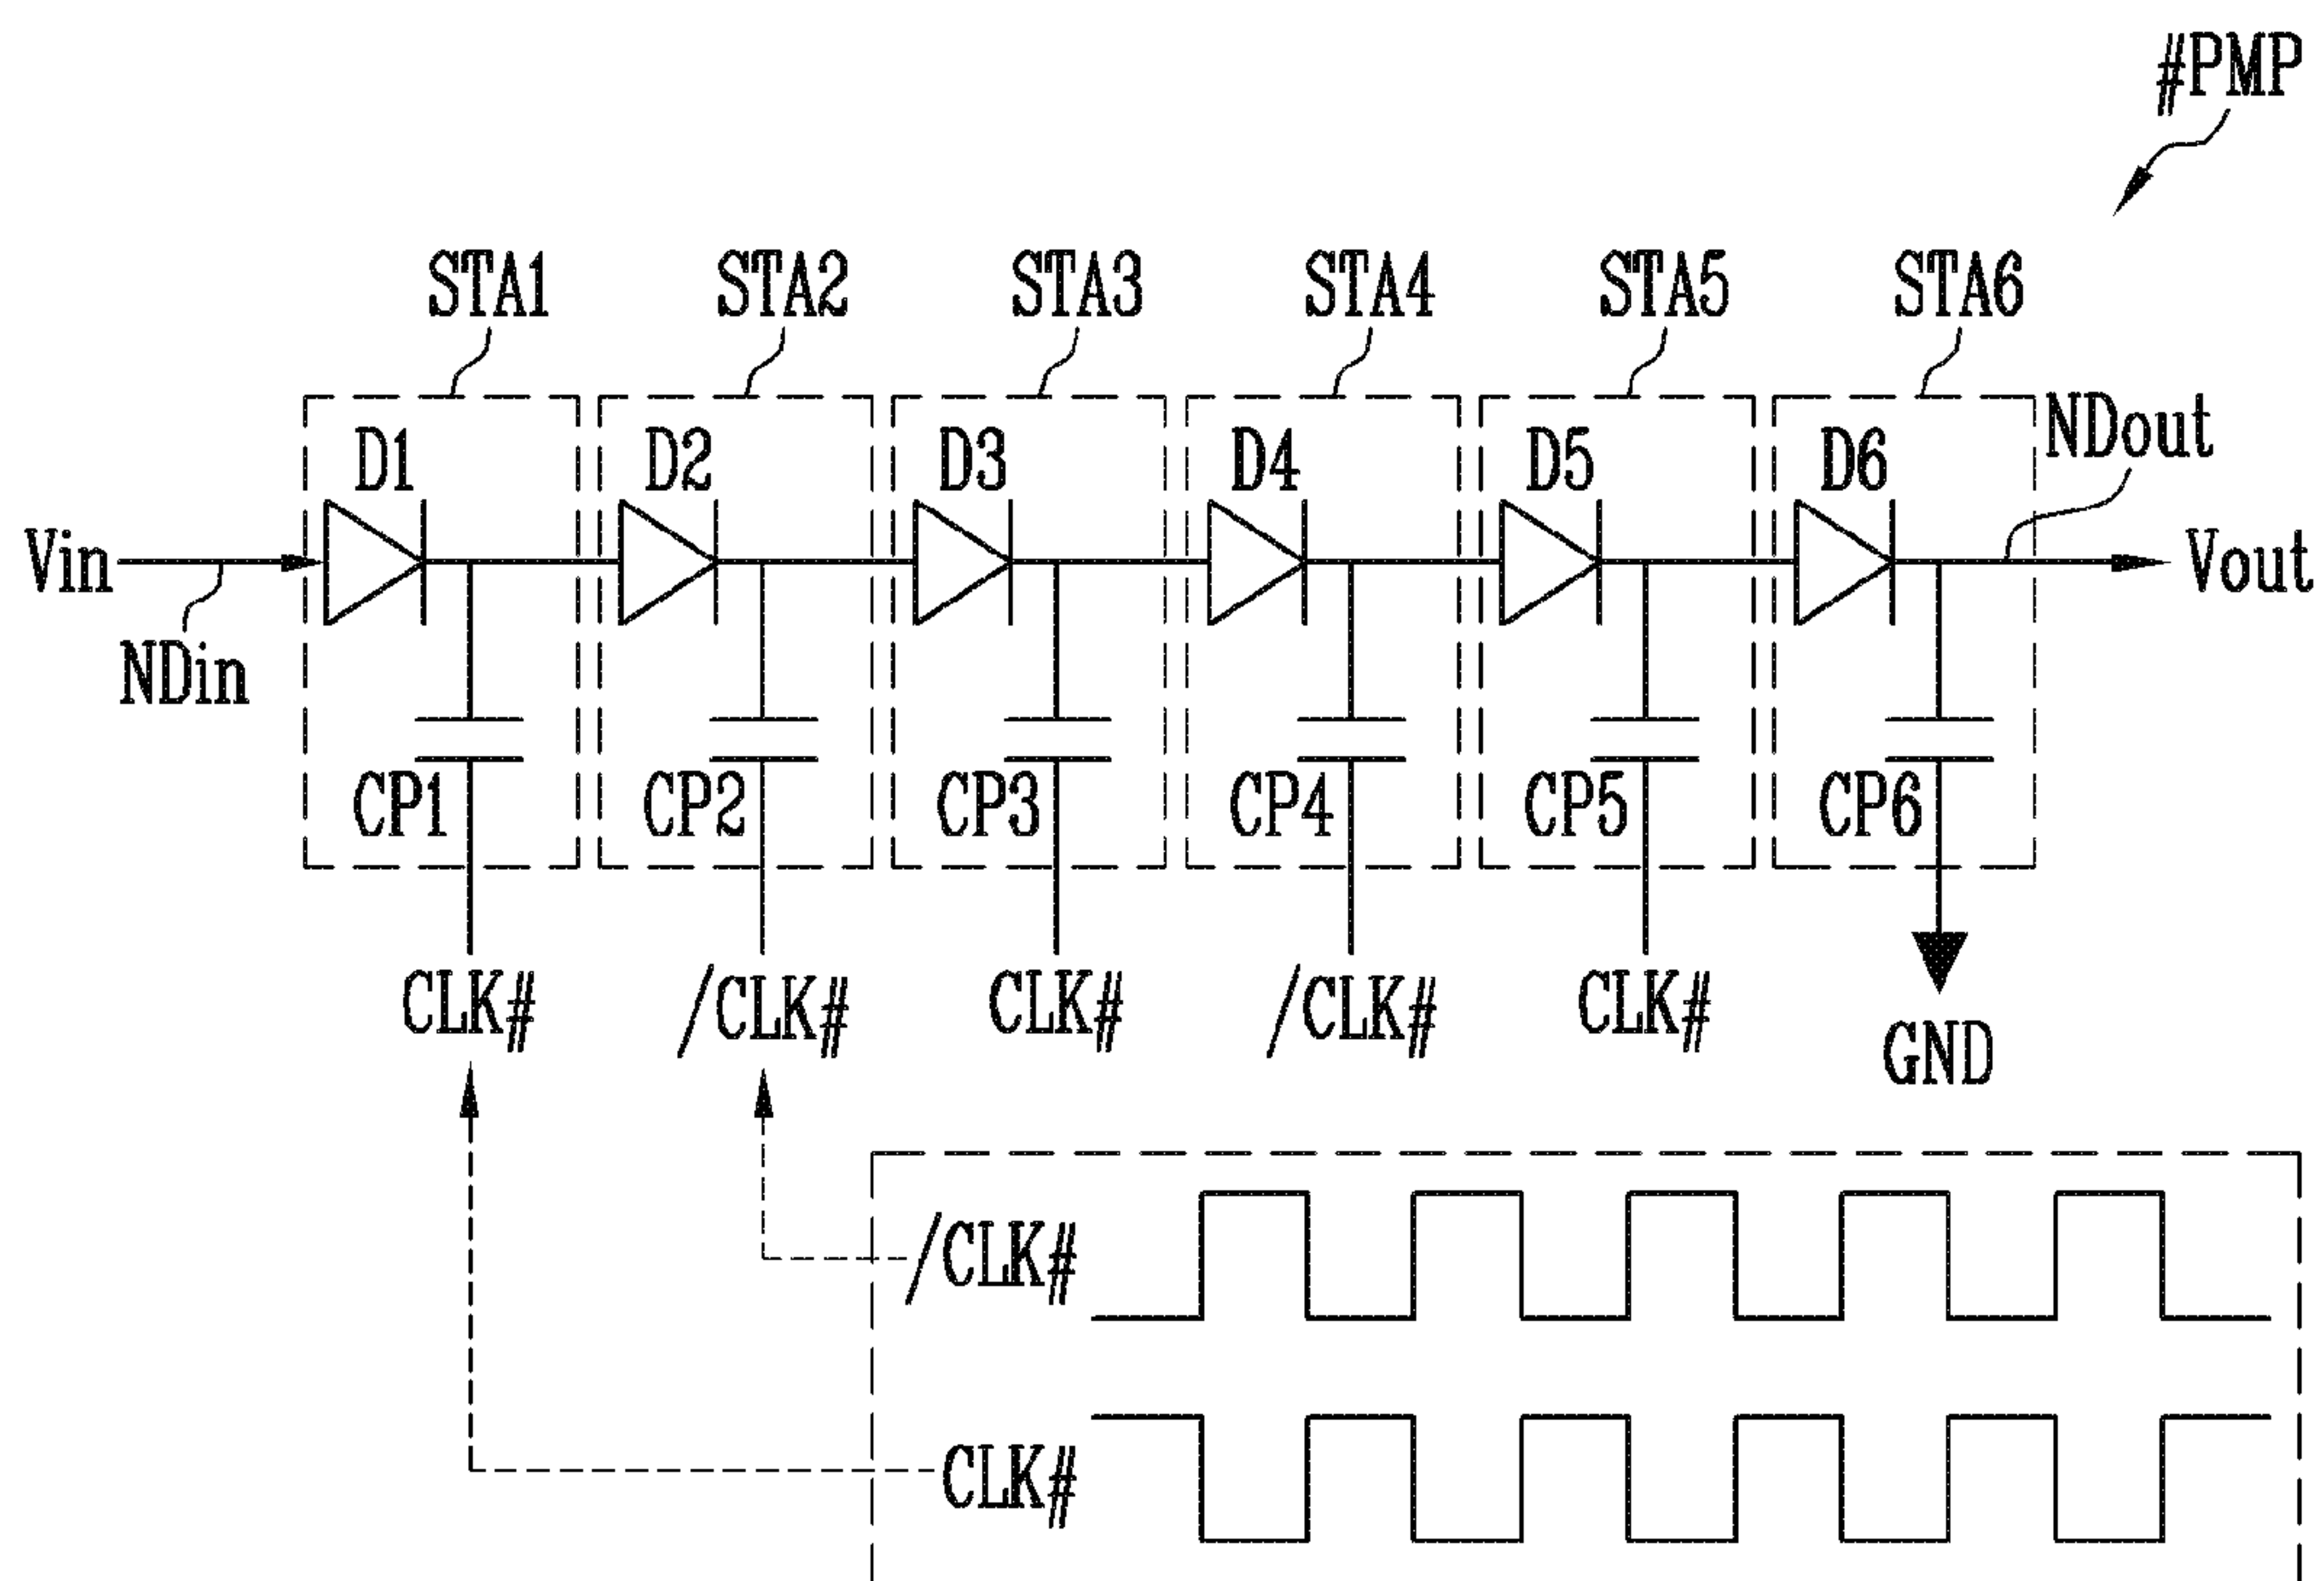 #PMP
STA1 STA2 STA3 STA4 STA5 STA6
D1 D2 D3 D4 D5 D6 NDout
Vin Vout
NDin
CP1 CP2 CP3 CP4 CP5 CP6
CLK# /CLK# CLK# /CLK# CLK#
GND
/CLK#
CLK#